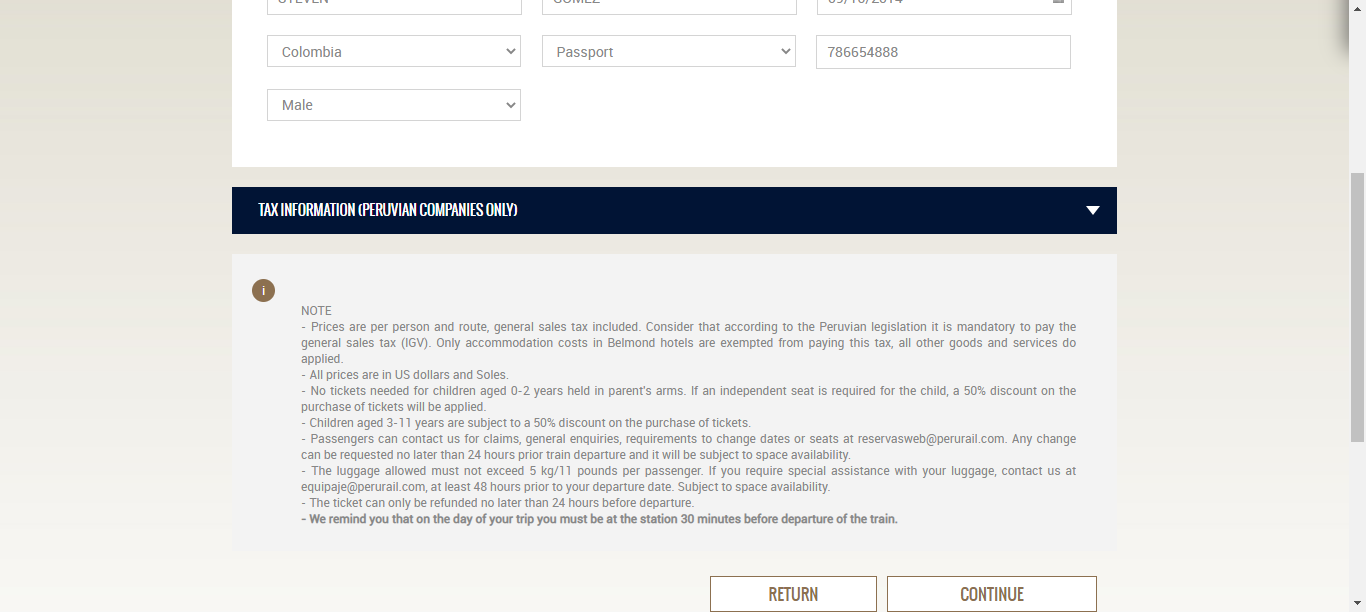 STEVEN GOMEZ 09/10/2014
Colombia Passport 786654888
Male
TAX INFORMATION (PERUVIAN COMPANIES ONLY)
i
NOTE
- Prices are per person and route, general sales tax included. Consider that according to the Peruvian legislation it is mandatory to pay the
general sales tax (IGV). Only accommodation costs in Belmond hotels are exempted from paying this tax, all other goods and services do
applied.
- All prices are in US dollars and Soles.
- No tickets needed for children aged 0-2 years held in parent's arms. If an independent seat is required for the child, a 50% discount on the
purchase of tickets will be applied.
- Children aged 3-11 years are subject to a 50% discount on the purchase of tickets.
- Passengers can contact us for claims, general enquiries, requirements to change dates or seats at reservasweb@perurail.com. Any change
can be requested no later than 24 hours prior train departure and it will be subject to space availability.
- The luggage allowed must not exceed 5 kg/11 pounds per passenger. If you require special assistance with your luggage, contact us at
equipaje@perurail.com, at least 48 hours prior to your departure date. Subject to space availability.
- The ticket can only be refunded no later than 24 hours before departure.
- We remind you that on the day of your trip you must be at the station 30 minutes before departure of the train.
RETURN CONTINUE